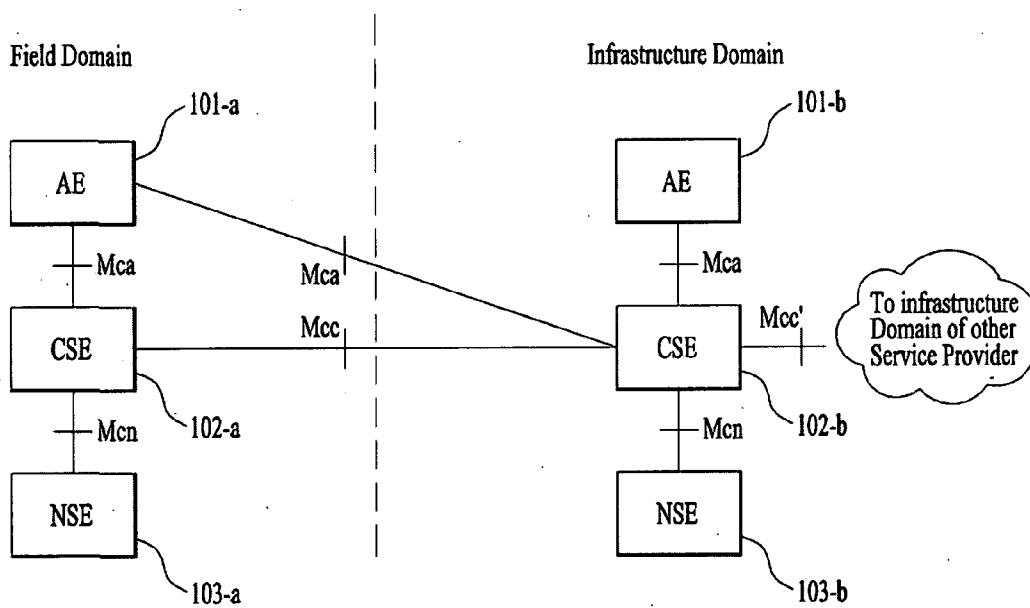 Field Domain
Infrastructure Domain
101-a
101-b
AE
AE
Mca
Mca
Mca
Mcc
Mcc'
To infrastructure
Domain of other
Service Provider
CSE
CSE
102-a
102-b
Mcn
Mcn
NSE
NSE
103-a
103-b